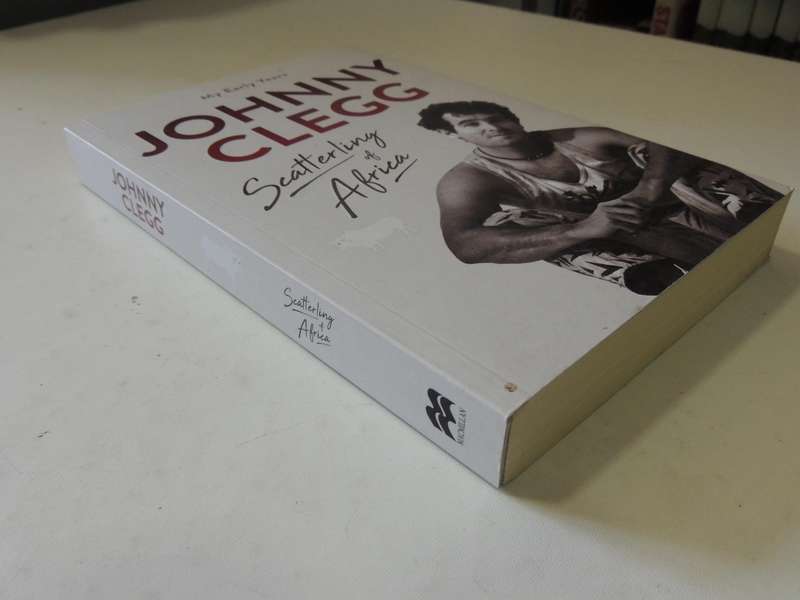 My Early Years
JOHNNY
CLEGG
Scatterling
of
Africa
JOHNNY
CLEGG
Scatterling
of
Africa
MACMILLAN